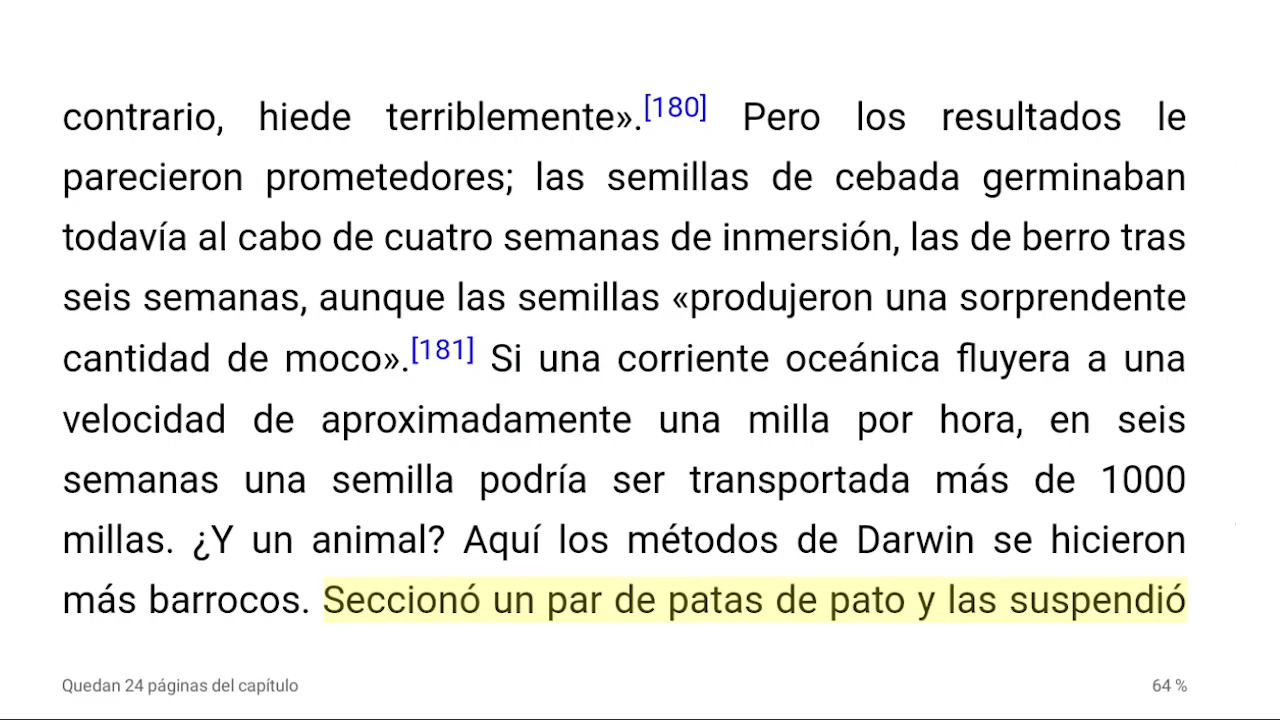 contrario, hiede terriblemente».[180] Pero los resultados le
parecieron prometedores; las semillas de cebada germinaban
todavía al cabo de cuatro semanas de inmersión, las de berro tras
seis semanas, aunque las semillas «produjeron una sorprendente
cantidad de moco».[181] Si una corriente oceánica fluyera a una
velocidad de aproximadamente una milla por hora, en seis
semanas una semilla podría ser transportada más de 1000
millas. ¿Y un animal? Aquí los métodos de Darwin se hicieron
más barrocos. Seccionó un par de patas de pato y las suspendió
Quedan 24 páginas del capítulo
64 %